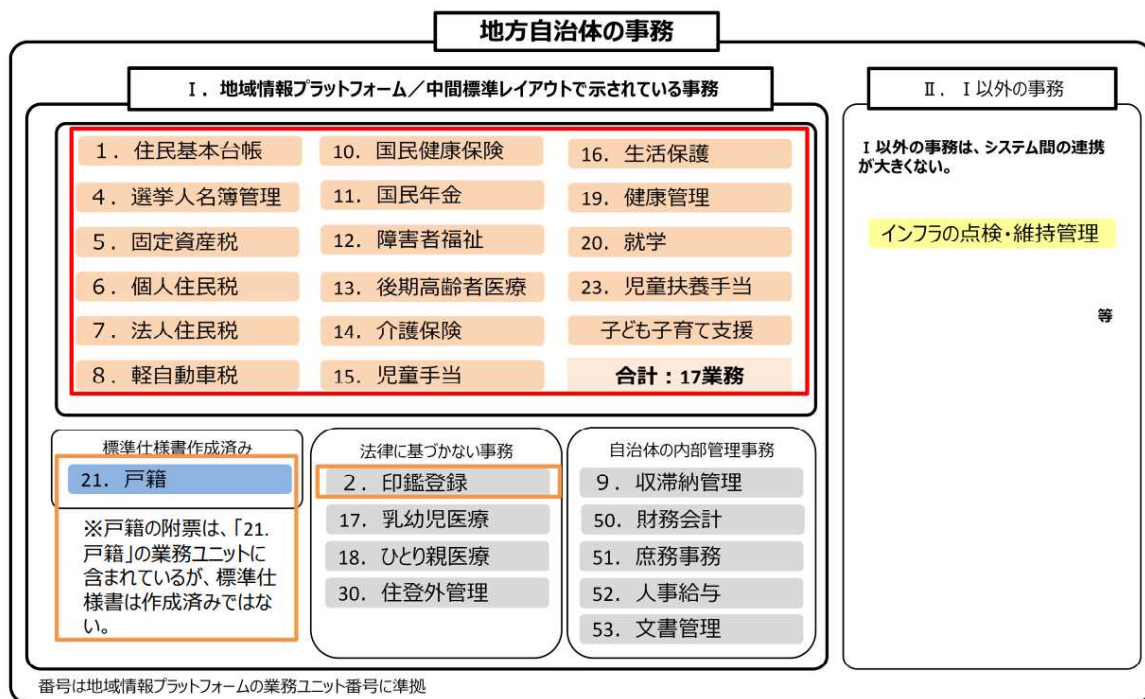 地方自治体の事務
Ⅰ．地域情報プラットフォーム／中間標準レイアウトで示されている事務
1．住民基本台帳
4．選挙人名簿管理
5．固定資産税
6．個人住民税
7．法人住民税
8．軽自動車税
10．国民健康保険
11．国民年金
12．障害者福祉
13．後期高齢者医療
14．介護保険
15．児童手当
16．生活保護
19．健康管理
20．就学
23．児童扶養手当
子ども子育て支援
合計：17業務
標準仕様書作成済み
21．戸籍
※戸籍の附票は、「21.
戸籍」の業務ユニットに
含まれているが、標準仕
様書は作成済みではな
い。
法律に基づかない事務
2．印鑑登録
17．乳幼児医療
18．ひとり親医療
30．住登外管理
自治体の内部管理事務
9．収滞納管理
50．財務会計
51．庶務事務
52．人事給与
53．文書管理
Ⅱ．Ⅰ以外の事務
Ⅰ以外の事務は、システム間の連携
が大きくない。
インフラの点検・維持管理
等
番号は地域情報プラットフォームの業務ユニット番号に準拠